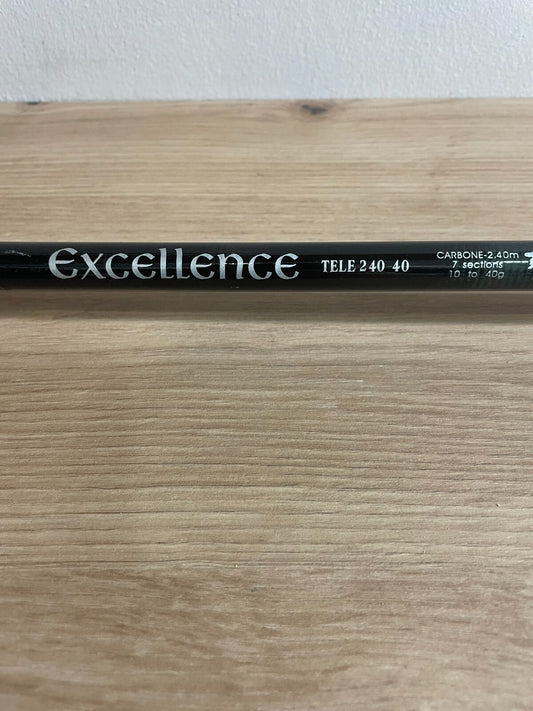 Excellence TELE 240 40
CARBONE-2.40m
7 sections
10 to 40g